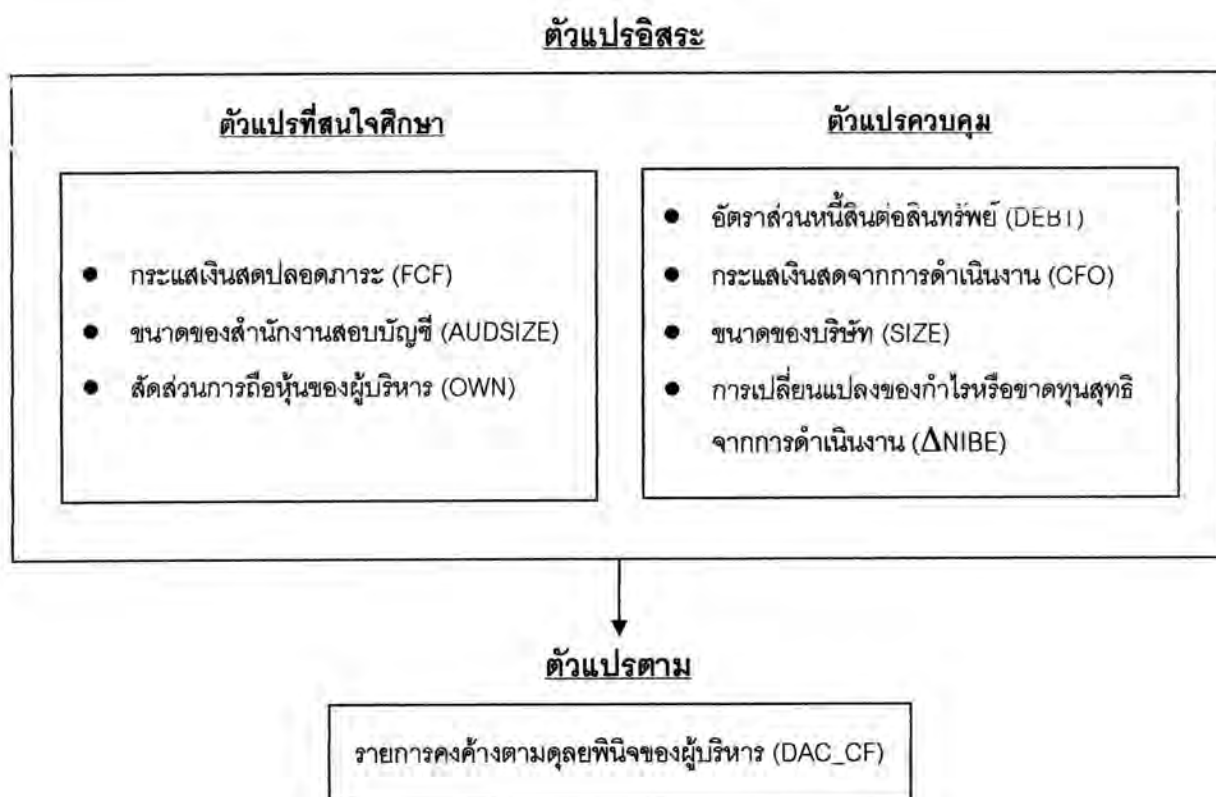 ตัวแปรอิสระ
ตัวแปรที่สนใจศึกษา
● กระแสเงินสดปลอดภาระ (FCF)
● ขนาดของสำนักงานสอบบัญชี (AUDSIZE)
● สัดส่วนการถือหุ้นของผู้บริหาร (OWN)
ตัวแปรควบคุม
● อัตราส่วนหนี้สินต่อสินทรัพย์ (DEBT)
● กระแสเงินสดจากการดำเนินงาน (CFO)
● ขนาดของบริษัท (SIZE)
● การเปลี่ยนแปลงของกำไรหรือขาดทุนสุทธิ
จากการดำเนินงาน (ΔNIBE)
ตัวแปรตาม
รายการคงค้างตามดุลยพินิจของผู้บริหาร (DAC_CF)